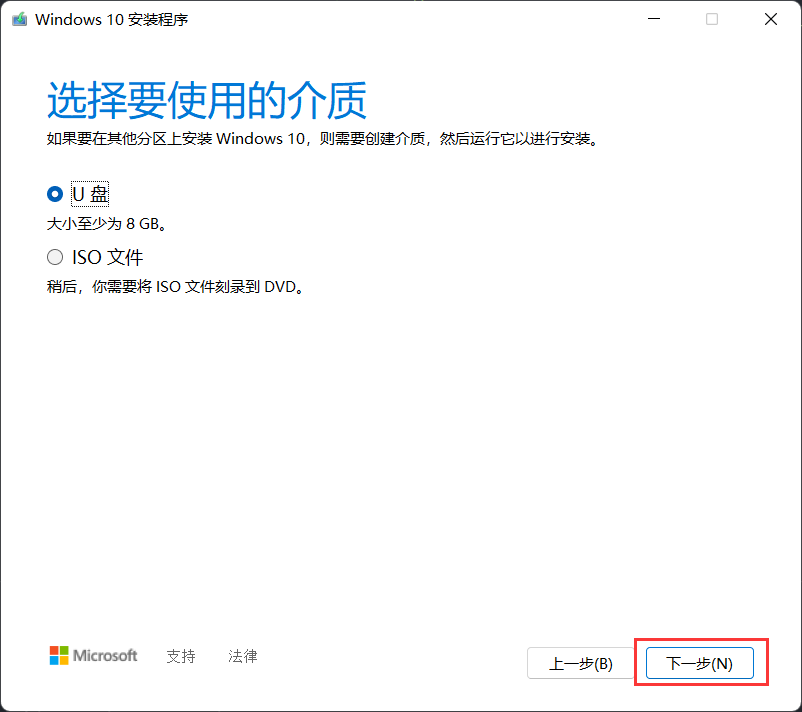 Windows 10 安装程序
选择要使用的介质
如果要在其他分区上安装 Windows 10，则需要创建介质，然后运行它以进行安装。
U 盘
大小至少为 8 GB。
ISO 文件
稍后，你需要将 ISO 文件刻录到 DVD。
Microsoft 支持 法律 上一步(B) 下一步(N)